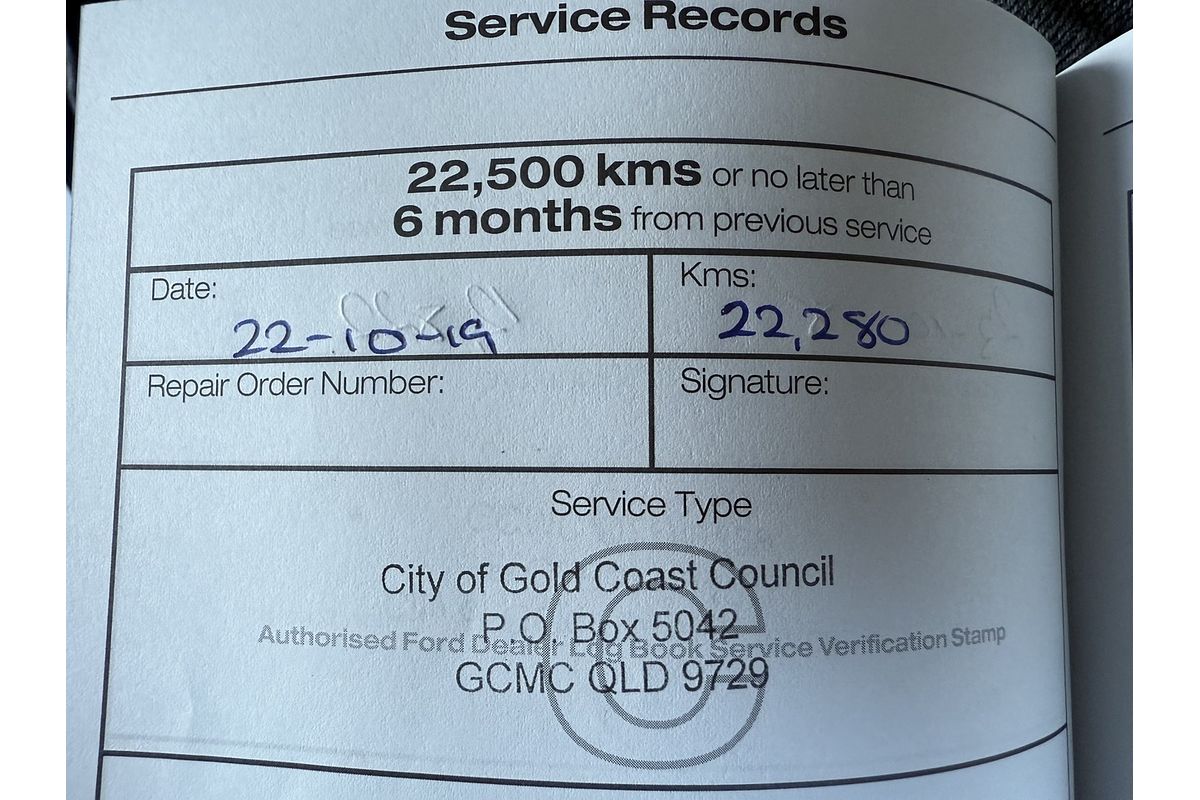 Service Records
22,500 kms or no later than
6 months from previous service
Date:
22-10-19
Kms:
22,280
Repair Order Number:
Signature:
Service Type
City of Gold Coast Council
P.O. Box 5042
Authorised Ford Dealer Log Book Service Verification Stamp
GCMC QLD 9729